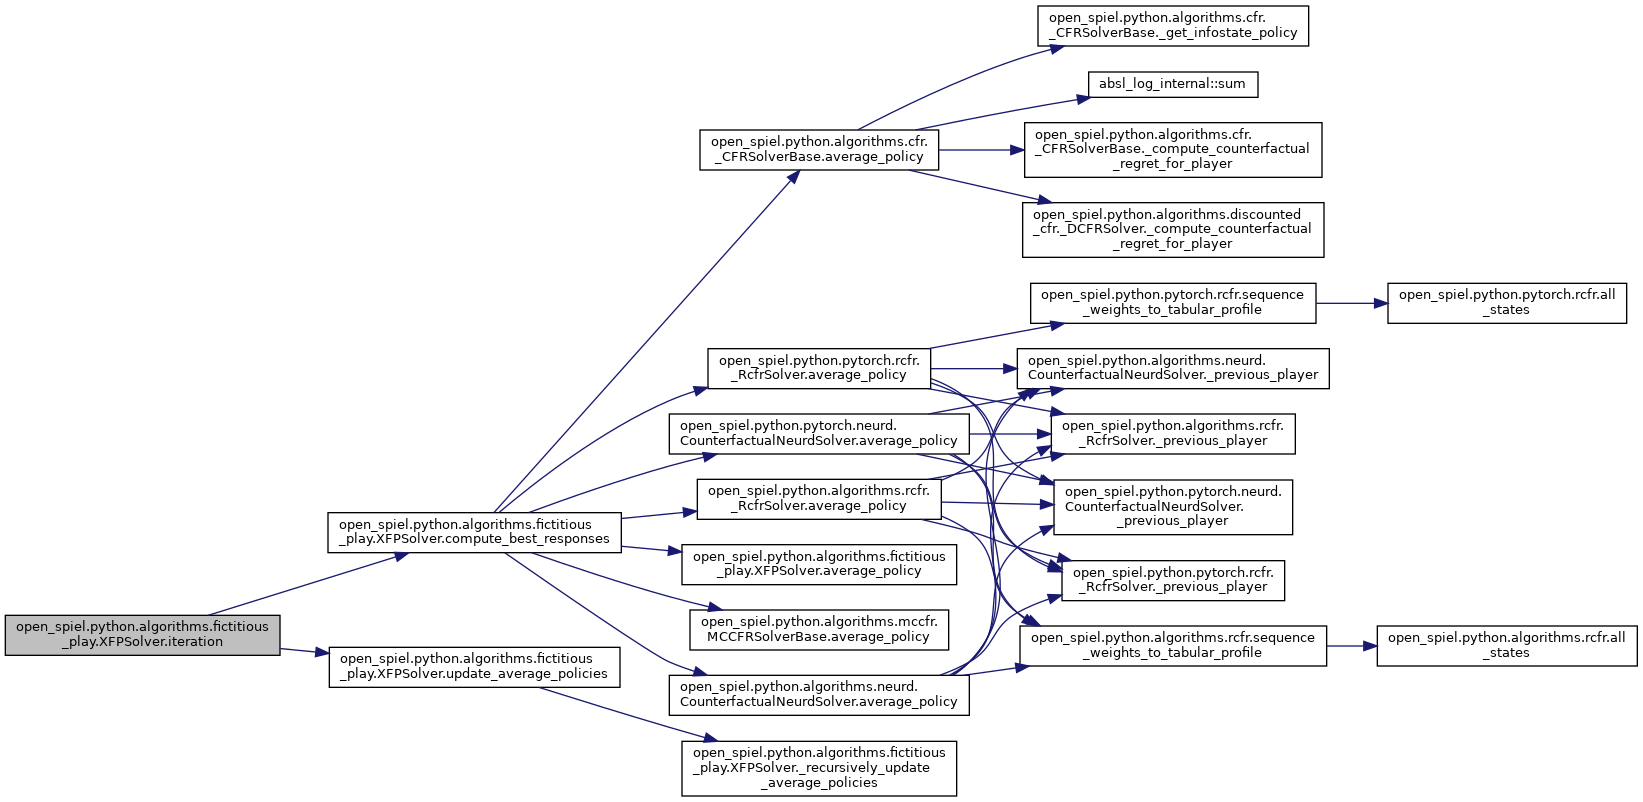 open_spiel.python.algorithms.fictitious
_play.XFPSolver.iteration
open_spiel.python.algorithms.fictitious
_play.XFPSolver.compute_best_responses
open_spiel.python.algorithms.fictitious
_play.XFPSolver.update_average_policies
open_spiel.python.algorithms.cfr.
_CFRSolverBase.average_policy
open_spiel.python.pytorch.rcfr.
_RcfrSolver.average_policy
open_spiel.python.pytorch.neurd.
CounterfactualNeurdSolver.average_policy
open_spiel.python.algorithms.rcfr.
_RcfrSolver.average_policy
open_spiel.python.algorithms.fictitious
_play.XFPSolver.average_policy
open_spiel.python.algorithms.mccfr.
MCCFRSolverBase.average_policy
open_spiel.python.algorithms.neurd.
CounterfactualNeurdSolver.average_policy
open_spiel.python.algorithms.fictitious
_play.XFPSolver._recursively_update
_average_policies
open_spiel.python.algorithms.cfr.
_CFRSolverBase._get_infostate_policy
absl_log_internal::sum
open_spiel.python.algorithms.cfr.
_CFRSolverBase._compute_counterfactual
_regret_for_player
open_spiel.python.algorithms.discounted
_cfr._DCFRSolver._compute_counterfactual
_regret_for_player
open_spiel.python.pytorch.rcfr.sequence
_weights_to_tabular_profile
open_spiel.python.algorithms.neurd.
CounterfactualNeurdSolver._previous_player
open_spiel.python.algorithms.rcfr.
_RcfrSolver._previous_player
open_spiel.python.pytorch.neurd.
CounterfactualNeurdSolver.
_previous_player
open_spiel.python.pytorch.rcfr.
_RcfrSolver._previous_player
open_spiel.python.algorithms.rcfr.sequence
_weights_to_tabular_profile
open_spiel.python.pytorch.rcfr.all
_states
open_spiel.python.algorithms.rcfr.all
_states